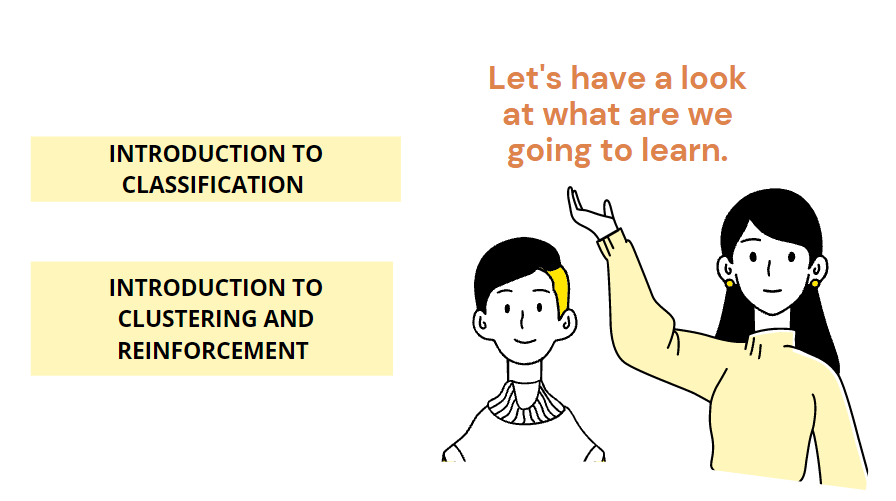 INTRODUCTION TO
CLASSIFICATION
INTRODUCTION TO
CLUSTERING AND
REINFORCEMENT
Let's have a look
at what are we
going to learn.